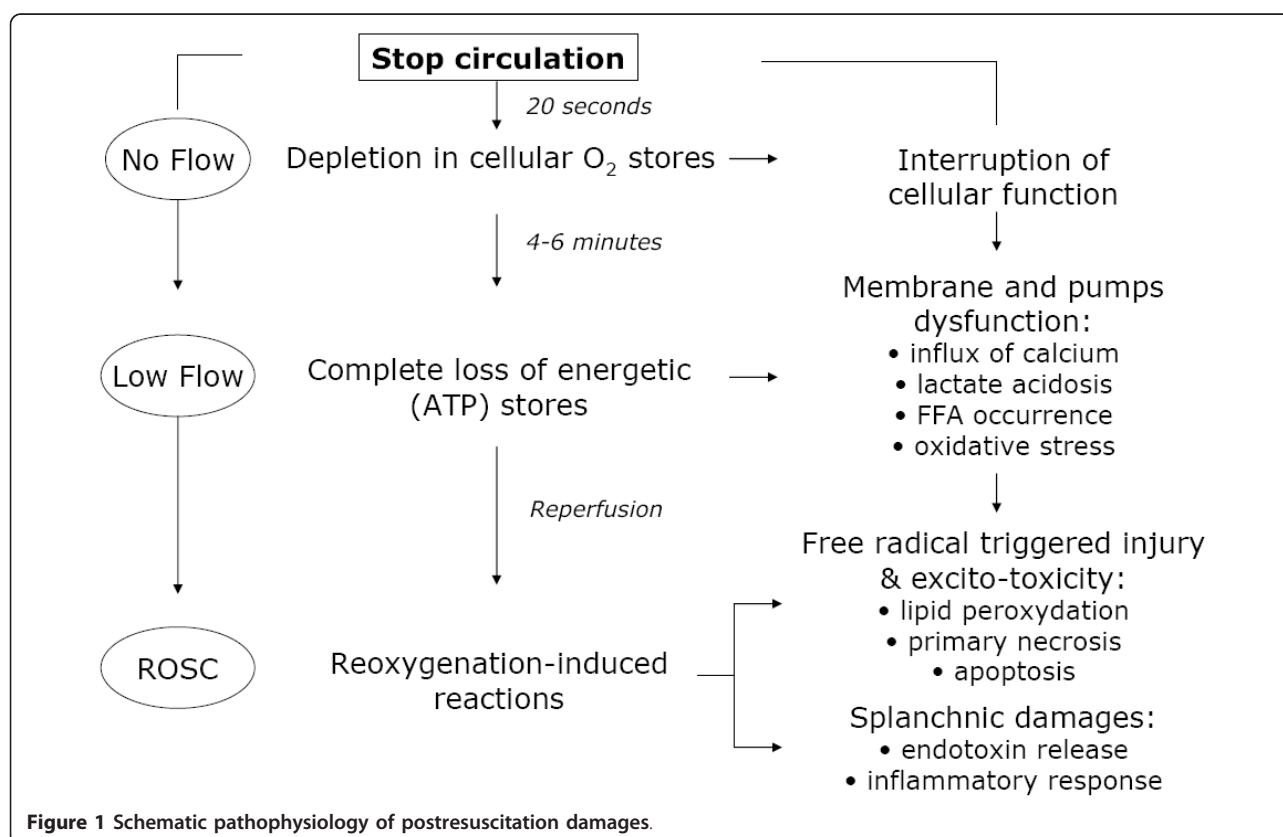 Stop circulation
20 seconds
No Flow
Depletion in cellular O₂ stores
Interruption of
cellular function
4-6 minutes
Membrane and pumps
dysfunction:
• influx of calcium
• lactate acidosis
• FFA occurrence
• oxidative stress
Low Flow
Complete loss of energetic
(ATP) stores
Reperfusion
Free radical triggered injury
& excito-toxicity:
• lipid peroxydation
• primary necrosis
• apoptosis
ROSC
Reoxygenation-induced
reactions
Splanchnic damages:
• endotoxin release
• inflammatory response
Figure 1 Schematic pathophysiology of postresuscitation damages.